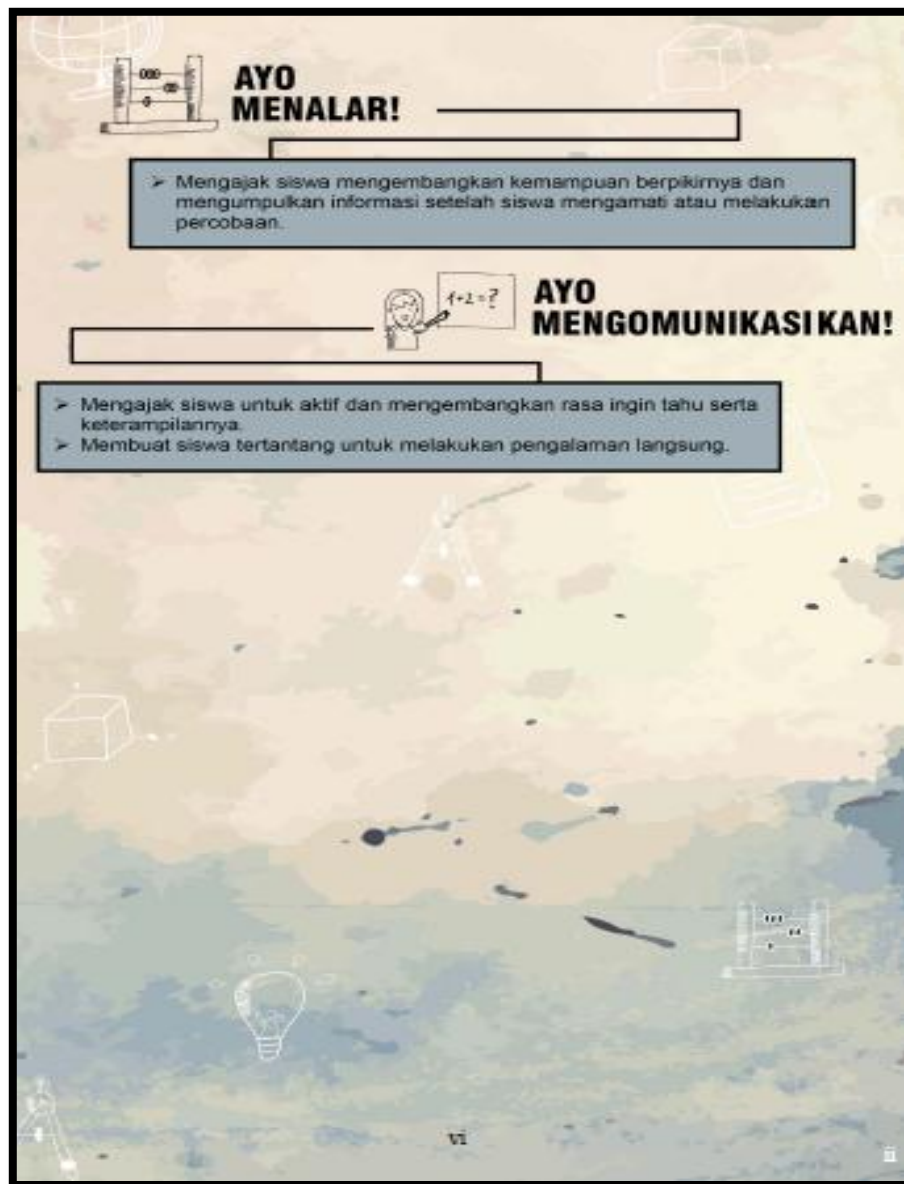 AYO
MENALAR!
➢ Mengajak siswa mengembangkan kemampuan berpikirnya dan
mengumpulkan informasi setelah siswa mengamati atau melakukan
percobaan.
1+2=?
AYO
MENGOMUNIKASIKAN!
➢ Mengajak siswa untuk aktif dan mengembangkan rasa ingin tahu serta
keterampilannya.
➢ Membuat siswa tertantang untuk melakukan pengalaman langsung.
vi